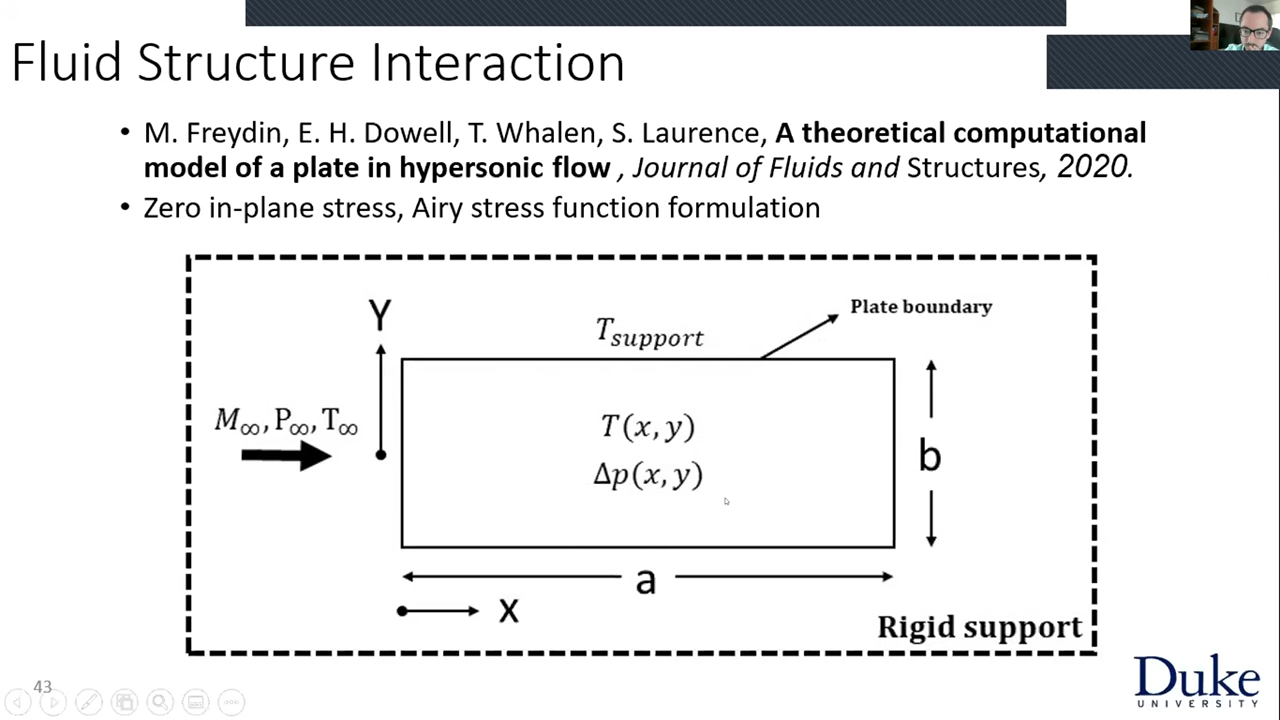 Fluid Structure Interaction
• M. Freydin, E. H. Dowell, T. Whalen, S. Laurence, A theoretical computational
model of a plate in hypersonic flow , Journal of Fluids and Structures, 2020.
• Zero in-plane stress, Airy stress function formulation
Plate boundary
Y
T_support
M∞, P∞, T∞
T(x, y)
Δp(x, y)
b
a
X
Rigid support
43
Duke
UNIVERSITY